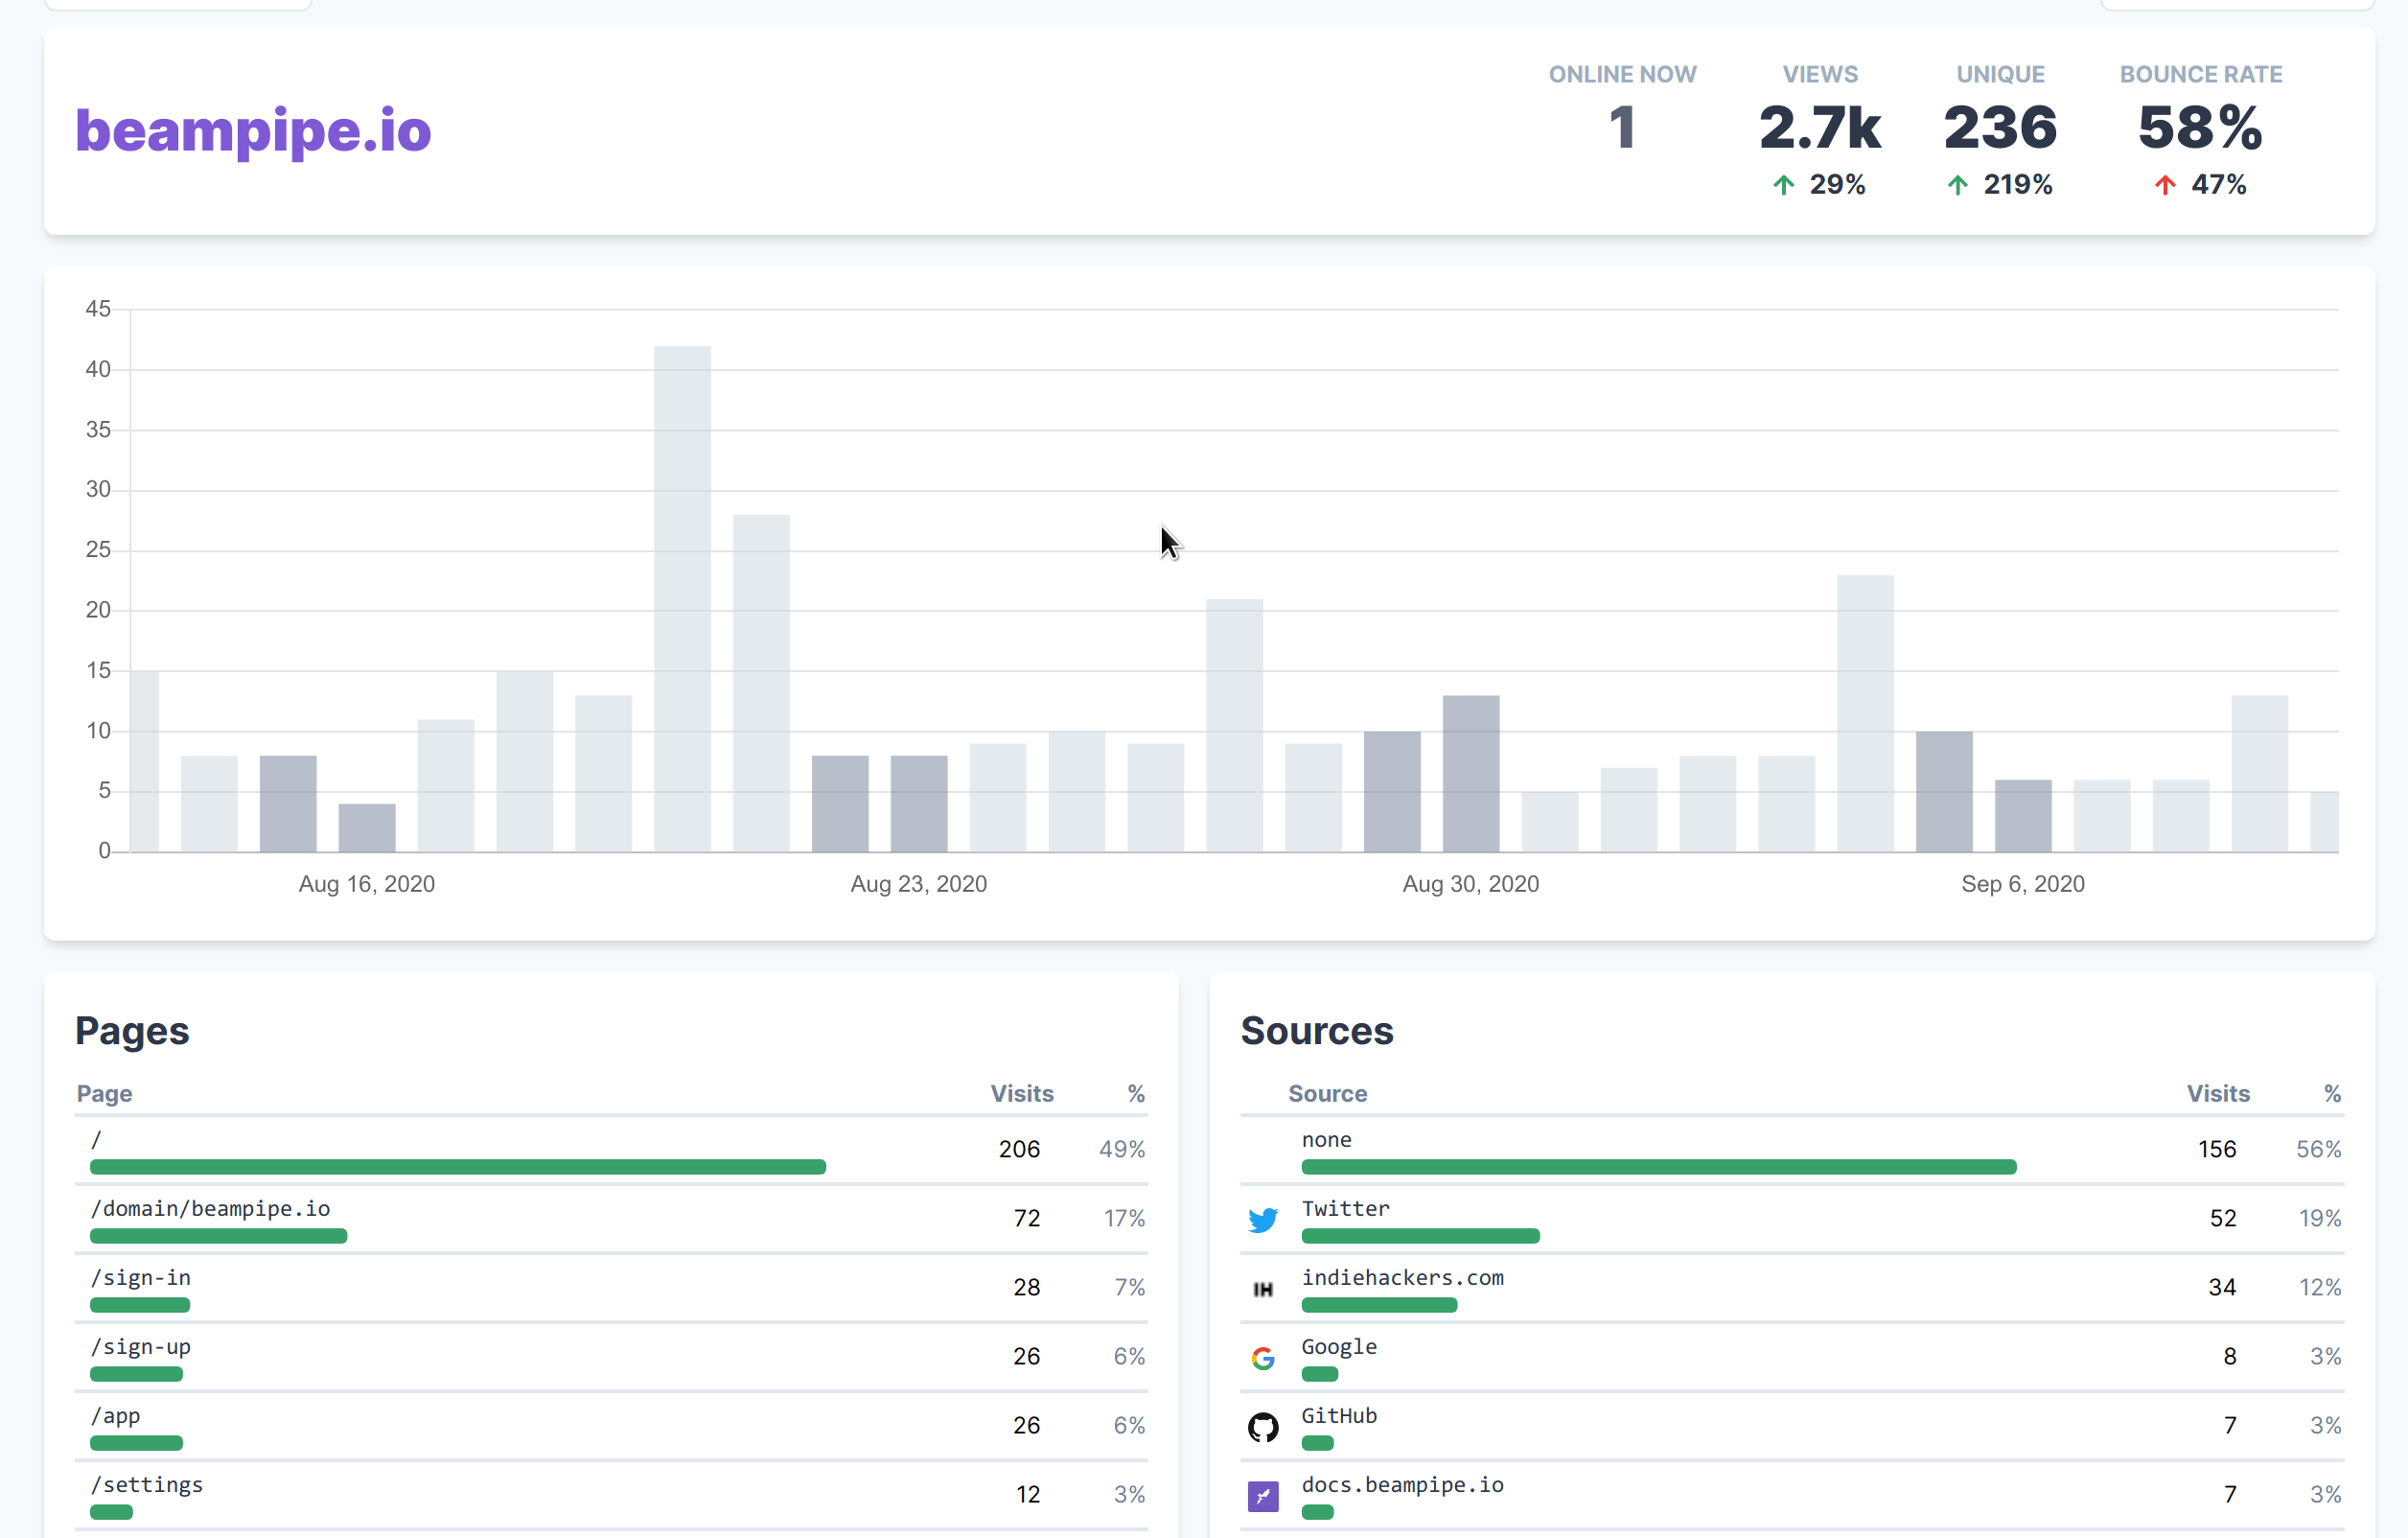 ONLINE NOW VIEWS UNIQUE BOUNCE RATE
beampipe.io 1 2.7k 236 58%
29% 219% 47%
45
40
35
30
25
20
15
10
5
0
Aug 16, 2020 Aug 23, 2020 Aug 30, 2020 Sep 6, 2020
Pages
Page Visits %
/ 206 49%
/domain/beampipe.io 72 17%
/sign-in 28 7%
/sign-up 26 6%
/app 26 6%
/settings 12 3%
Sources
Source Visits %
none 156 56%
Twitter 52 19%
IH indiehackers.com 34 12%
Google 8 3%
GitHub 7 3%
docs.beampipe.io 7 3%